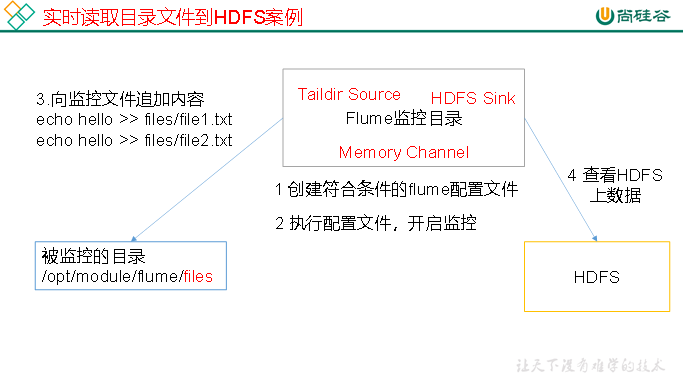 实时读取目录文件到HDFS案例
尚硅谷
3.向监控文件追加内容
echo hello >> files/file1.txt
echo hello >> files/file2.txt
Taildir Source
HDFS Sink
Flume监控目录
Memory Channel
1 创建符合条件的flume配置文件
2 执行配置文件，开启监控
4 查看HDFS
上数据
被监控的目录
/opt/module/flume/files
HDFS
让天下没有难学的技术